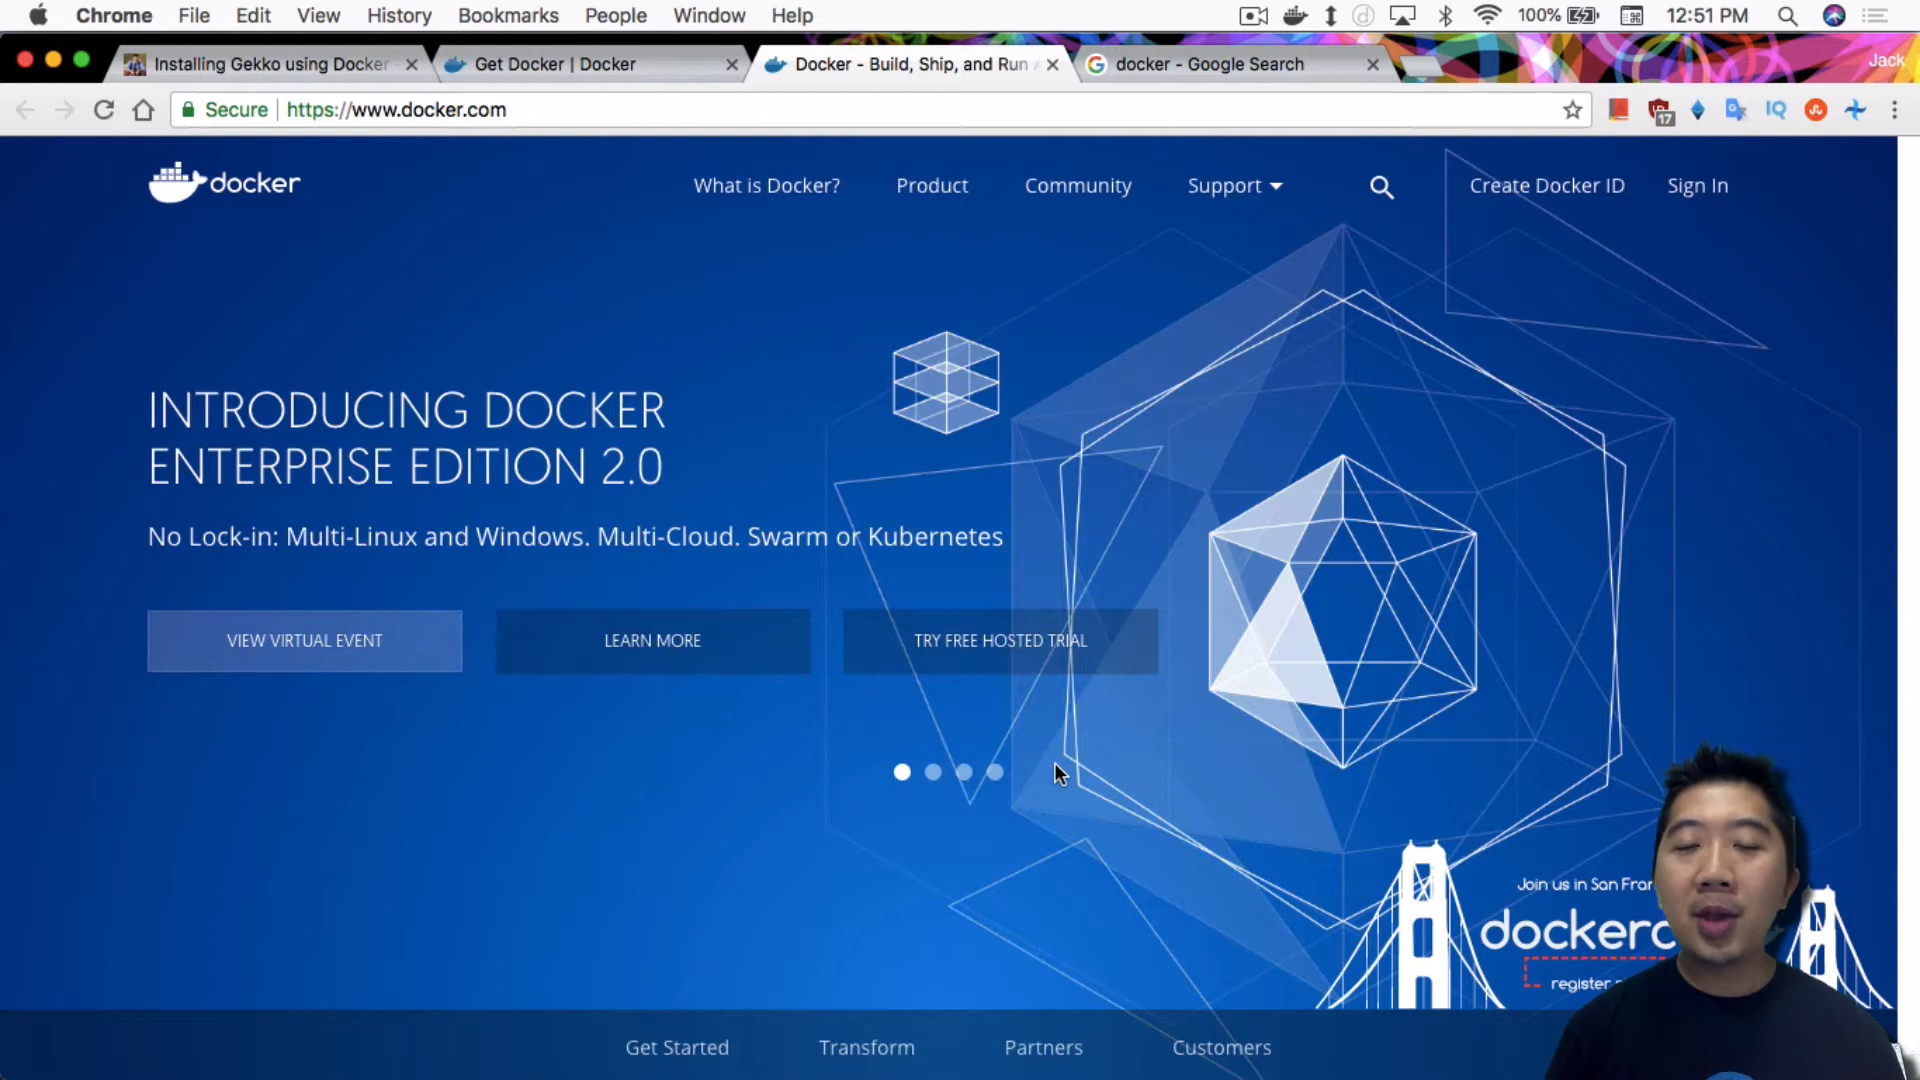 Chrome File Edit View History Bookmarks People Window Help 100% 12:51 PM
Installing Gekko using Docker Get Docker | Docker Docker - Build, Ship, and Run docker - Google Search Jack
Secure https://www.docker.com 17 IQ
docker What is Docker? Product Community Support Create Docker ID Sign In
INTRODUCING DOCKER
ENTERPRISE EDITION 2.0
No Lock-in: Multi-Linux and Windows. Multi-Cloud. Swarm or Kubernetes
VIEW VIRTUAL EVENT LEARN MORE TRY FREE HOSTED TRIAL
Join us in San Fran
dockerc
register
Get Started Transform Partners Customers